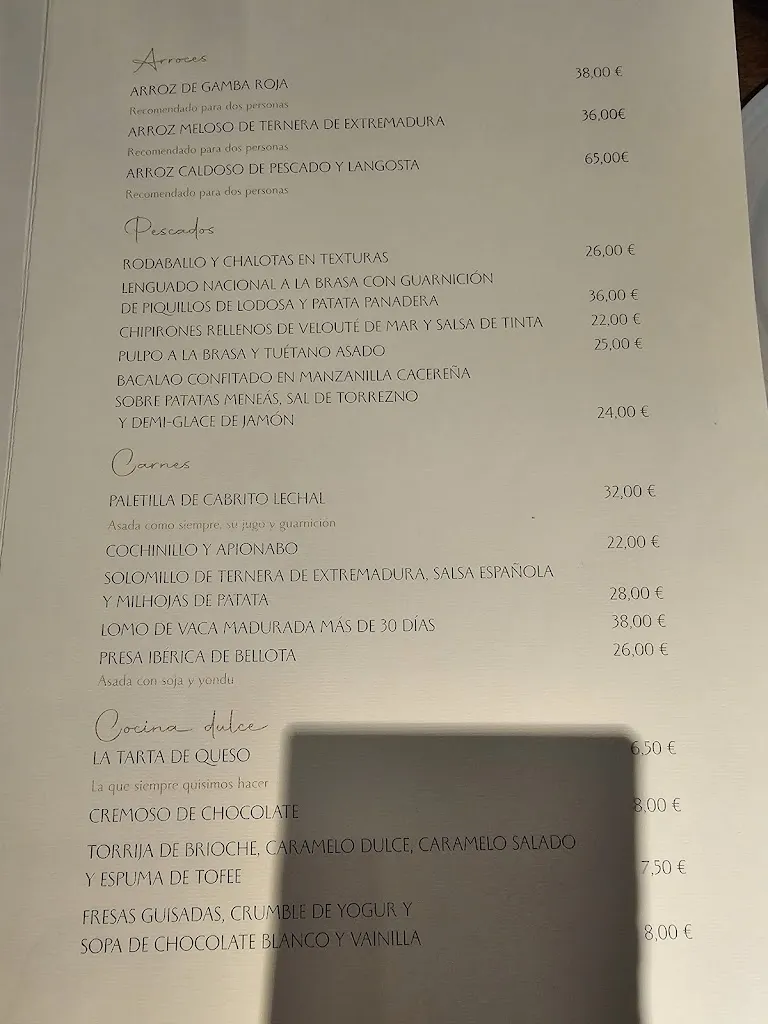 Arroces
ARROZ DE GAMBA ROJA 38,00 €
Recomendado para dos personas
ARROZ MELOSO DE TERNERA DE EXTREMADURA 36,00€
Recomendado para dos personas
ARROZ CALDOSO DE PESCADO Y LANGOSTA 65,00€
Recomendado para dos personas
Pescados
RODABALLO Y CHALOTAS EN TEXTURAS 26,00 €
LENGUADO NACIONAL A LA BRASA CON GUARNICIÓN
DE PIQUILLOS DE LODOSA Y PATATA PANADERA 36,00 €
CHIPIRONES RELLENOS DE VELOUTÉ DE MAR Y SALSA DE TINTA 22,00 €
PULPO A LA BRASA Y TUÉTANO ASADO 25,00 €
BACALAO CONFITADO EN MANZANILLA CACEREÑA
SOBRE PATATAS MENEÁS, SAL DE TORREZNO
Y DEMI-GLACE DE JAMÓN 24,00 €
Carnes
PALETILLA DE CABRITO LECHAL 32,00 €
Asada como siempre, su jugo y guarnición
COCHINILLO Y APIONABO 22,00 €
SOLOMILLO DE TERNERA DE EXTREMADURA, SALSA ESPAÑOLA
Y MILHOJAS DE PATATA 28,00 €
LOMO DE VACA MADURADA MÁS DE 30 DÍAS 38,00 €
PRESA IBERICA DE BELLOTA 26,00 €
Asada con soja y yondu
Cocina dulce
LA TARTA DE QUESO 6,50 €
La que siempre quisimos hacer
CREMOSO DE CHOCOLATE 8,00 €
TORRIJA DE BRIOCHE, CARAMELO DULCE, CARAMELO SALADO
Y ESPUMA DE TOFEE 7,50 €
FRESAS GUISADAS, CRUMBLE DE YOGUR Y
SOPA DE CHOCOLATE BLANCO Y VAINILLA 8,00 €